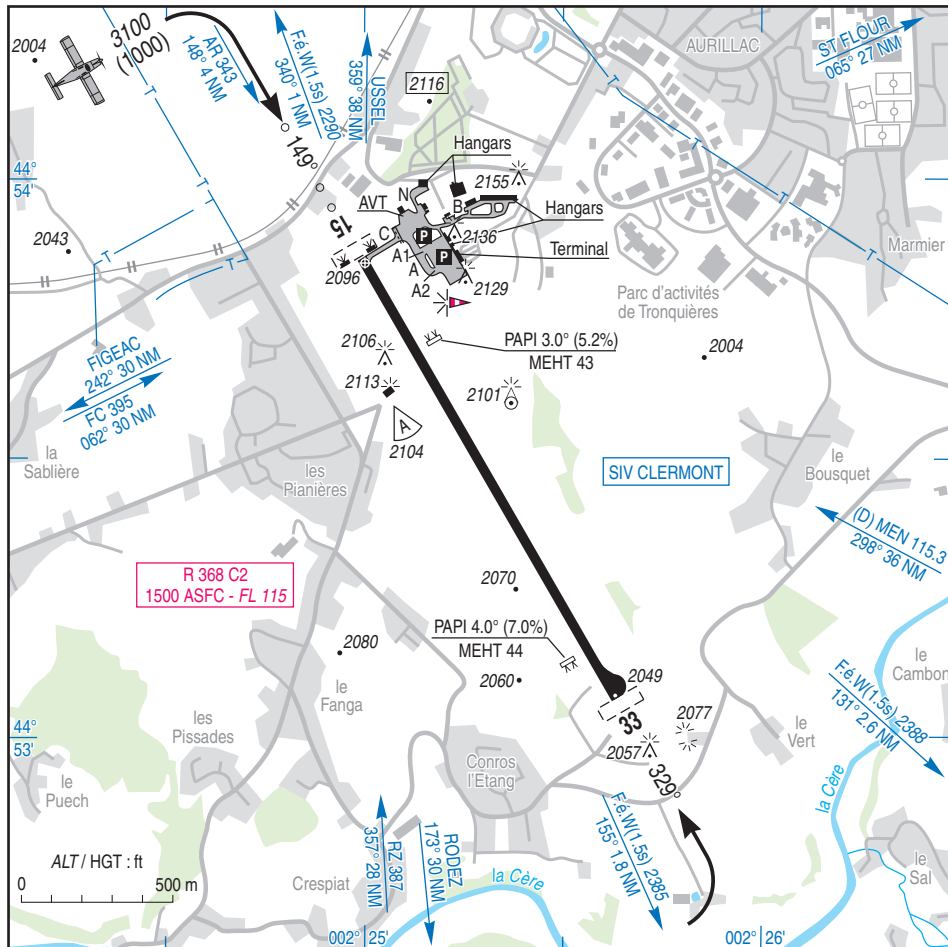 2004
3100
(1000)
AR 343
148° 4 NM
F.é.W(1.5s) 2290
340° 1 NM
USSEL
359° 38 NM
2116
AURILLAC
ST FLOUR
065° 27 NM
149°
Hangars
44°
54'
AVT
N
2155
B
Hangars
15
C
P
2136
A1
Terminal
2043
2096
A
P
A2
2129
Marmier
Parc d'activités
de Tronquières
PAPI 3.0° (5.2%)
MEHT 43
2106
2004
FIGEAC
242° 30 NM
FC 395
062° 30 NM
2113
2101
A
2104
la
Sablière
les
Pianières
SIV CLERMONT
le
Bousquet
(D) MEN 115.3
298° 36 NM
R 368 C2
1500 ASFC - FL 115
2070
PAPI 4.0° (7.0%)
MEHT 44
2080
2060
2049
le
Cambon
F.é.W(1.5s) 2388
131° 2.6 NM
le
Fanga
33
2077
les
Pissades
44°
53'
2057
le
Vert
329°
Conros
l'Etang
le
Puech
la Cère
F.é.W(1.5s) 2385
155° 1.8 NM
RZ 387
357° 28 NM
RODEZ
173° 30 NM
ALT / HGT : ft
0
500 m
Crespiat
la Cère
le
Sal
002° 25'
002° 26'